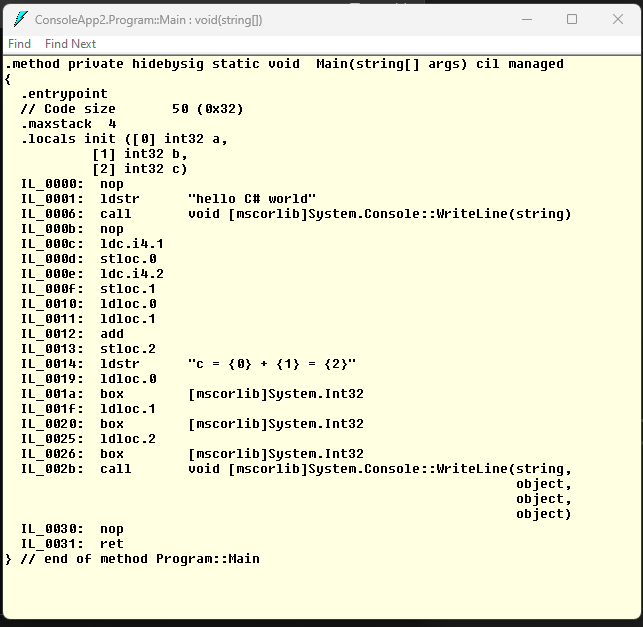 ConsoleApp2.Program::Main : void(string[])
Find Find Next
.method private hidebysig static void  Main(string[] args) cil managed
{
  .entrypoint
  // Code size       50 (0x32)
  .maxstack  4
  .locals init ([0] int32 a,
           [1] int32 b,
           [2] int32 c)
  IL_0000:  nop
  IL_0001:  ldstr      "hello C# world"
  IL_0006:  call       void [mscorlib]System.Console::WriteLine(string)
  IL_000b:  nop
  IL_000c:  ldc.i4.1
  IL_000d:  stloc.0
  IL_000e:  ldc.i4.2
  IL_000f:  stloc.1
  IL_0010:  ldloc.0
  IL_0011:  ldloc.1
  IL_0012:  add
  IL_0013:  stloc.2
  IL_0014:  ldstr      "c = {0} + {1} = {2}"
  IL_0019:  ldloc.0
  IL_001a:  box        [mscorlib]System.Int32
  IL_001f:  ldloc.1
  IL_0020:  box        [mscorlib]System.Int32
  IL_0025:  ldloc.2
  IL_0026:  box        [mscorlib]System.Int32
  IL_002b:  call       void [mscorlib]System.Console::WriteLine(string,
                                                                object,
                                                                object,
                                                                object)
  IL_0030:  nop
  IL_0031:  ret
} // end of method Program::Main